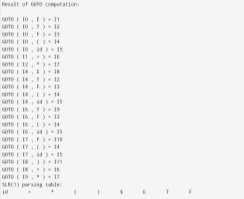 Result of GOTO computation:
GOTO ( I0 , E ) = I1
GOTO ( I0 , T ) = I2
GOTO ( I0 , F ) = I3
GOTO ( I0 , ( ) = I4
GOTO ( I0 , id ) = I5
GOTO ( I1 , + ) = I6
GOTO ( I2 , * ) = I7
GOTO ( I4 , E ) = I8
GOTO ( I4 , T ) = I2
GOTO ( I4 , F ) = I3
GOTO ( I4 , ( ) = I4
GOTO ( I4 , id ) = I5
GOTO ( I6 , T ) = I9
GOTO ( I6 , F ) = I3
GOTO ( I6 , ( ) = I4
GOTO ( I6 , id ) = I5
GOTO ( I7 , F ) = I10
GOTO ( I7 , ( ) = I4
GOTO ( I7 , id ) = I5
GOTO ( I8 , ) ) = I11
GOTO ( I8 , + ) = I6
GOTO ( I9 , * ) = I7
SLR(1) parsing table:
id + * ( ) $ E T F